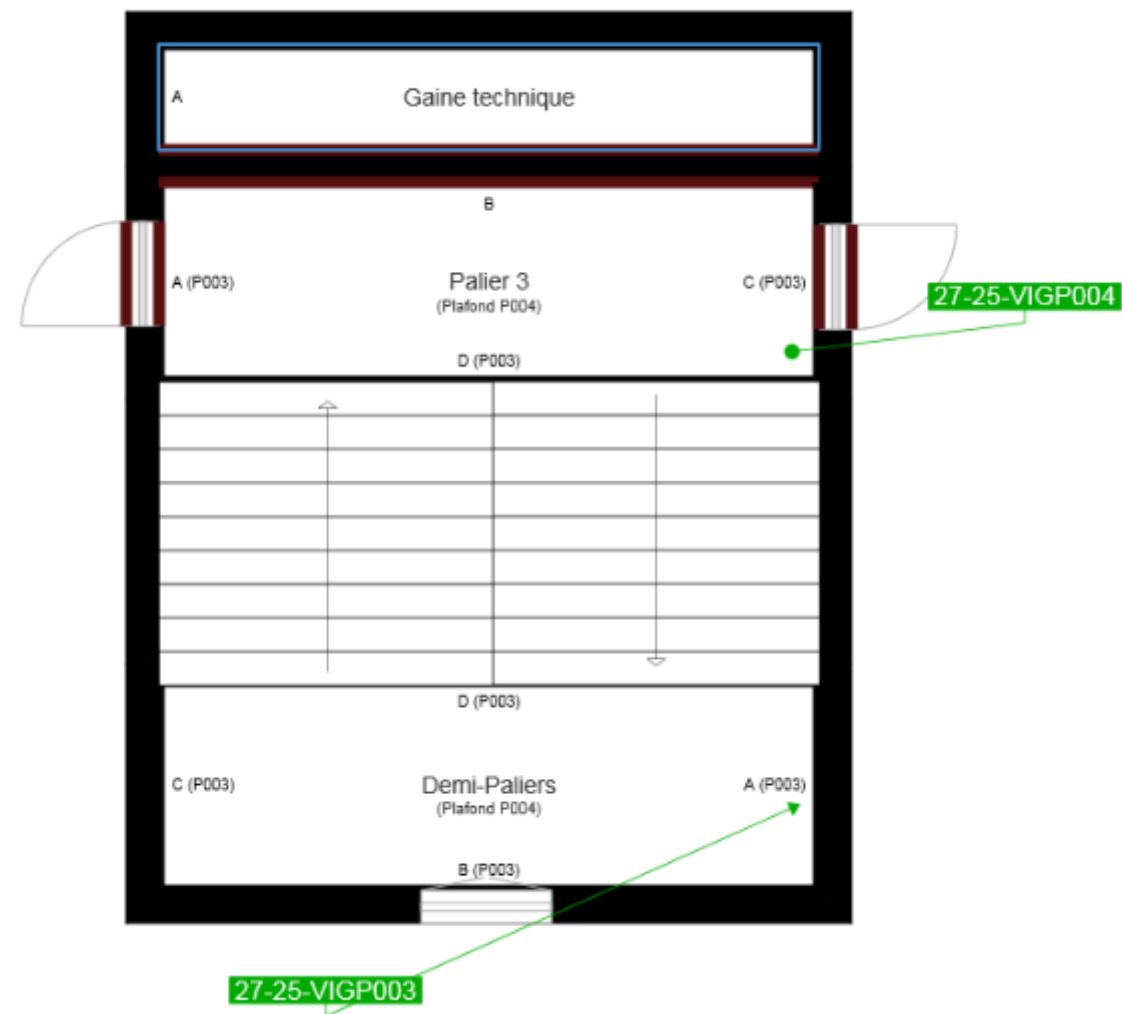 A
Gaine technique
B
A (P003)
Palier 3
(Plafond P004)
C (P003)
27-25-VIGP004
D (P003)
D (P003)
C (P003)
Demi-Paliers
(Plafond P004)
A (P003)
B (P003)
27-25-VIGP003